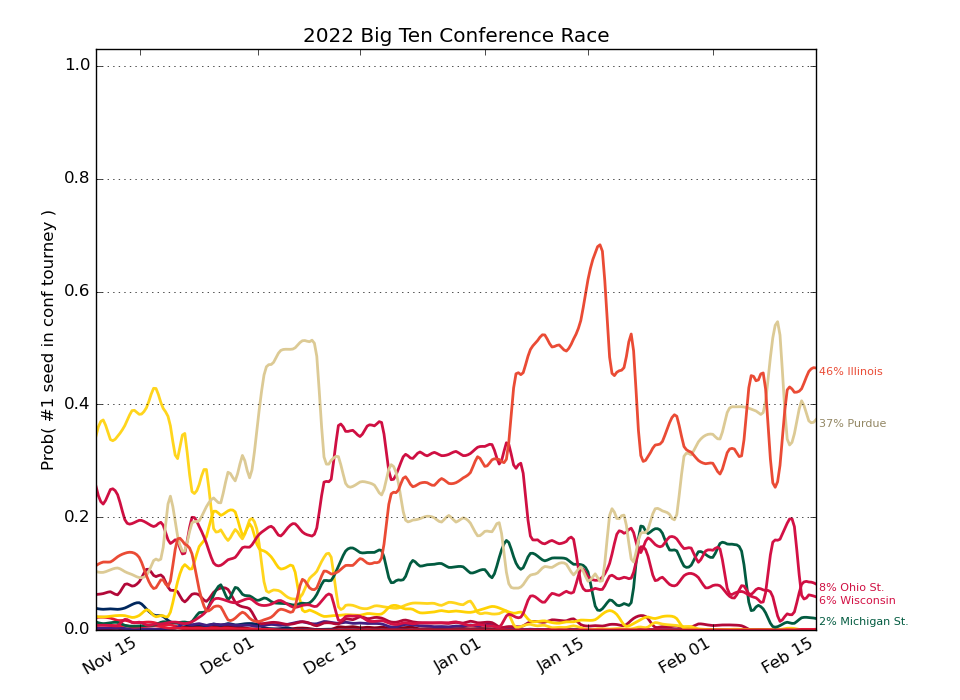 2022 Big Ten Conference Race
Prob( #1 seed in conf tourney )
1.0
0.8
0.6
0.4
0.2
0.0
46% Illinois
37% Purdue
8% Ohio St.
6% Wisconsin
2% Michigan St.
Nov 15
Dec 01
Dec 15
Jan 01
Jan 15
Feb 01
Feb 15